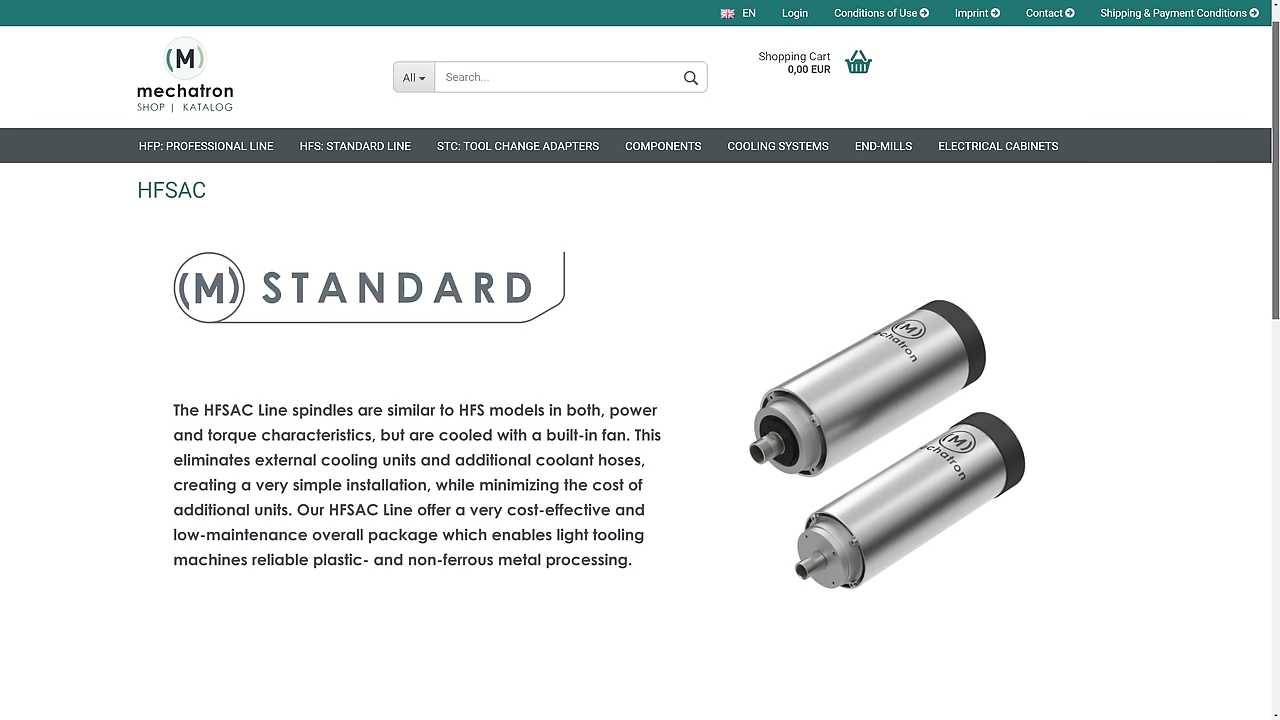 EN Login Conditions of Use Imprint Contact Shipping & Payment Conditions
(M)
mechatron
SHOP | KATALOG
All Search...
Shopping Cart
0,00 EUR
HFP: PROFESSIONAL LINE HFS: STANDARD LINE STC: TOOL CHANGE ADAPTERS COMPONENTS COOLING SYSTEMS END-MILLS ELECTRICAL CABINETS
HFSAC
(M) STANDARD
The HFSAC Line spindles are similar to HFS models in both, power
and torque characteristics, but are cooled with a built-in fan. This
eliminates external cooling units and additional coolant hoses,
creating a very simple installation, while minimizing the cost of
additional units. Our HFSAC Line offer a very cost-effective and
low-maintenance overall package which enables light tooling
machines reliable plastic- and non-ferrous metal processing.
(M)
mechatron
(M)
mechatron